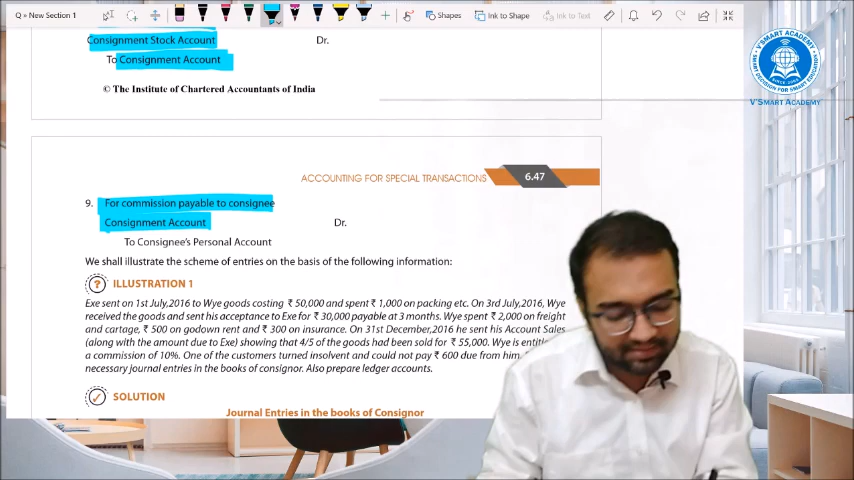 Q » New Section 1
Shapes
Ink to Shape
Ink to Text
Consignment Stock Account Dr.
To Consignment Account
© The Institute of Chartered Accountants of India
V'SMART ACADEMY
SINCE
V'SMART ACADEMY
ACCOUNTING FOR SPECIAL TRANSACTIONS 6.47
9. For commission payable to consignee
Consignment Account Dr.
To Consignee's Personal Account
We shall illustrate the scheme of entries on the basis of the following information:
? ILLUSTRATION 1
Exe sent on 1st July,2016 to Wye goods costing ₹ 50,000 and spent ₹ 1,000 on packing etc. On 3rd July,2016, Wye
received the goods and sent his acceptance to Exe for ₹ 30,000 payable at 3 months. Wye spent ₹ 2,000 on freight
and cartage, ₹ 500 on godown rent and ₹ 300 on insurance. On 31st December,2016 he sent his Account Sales
(along with the amount due to Exe) showing that 4/5 of the goods had been sold for ₹ 55,000. Wye is
a commission of 10%. One of the customers turned insolvent and could not pay ₹ 600 due from him.
necessary journal entries in the books of consignor. Also prepare ledger accounts.
SOLUTION
Journal Entries in the books of Consignor